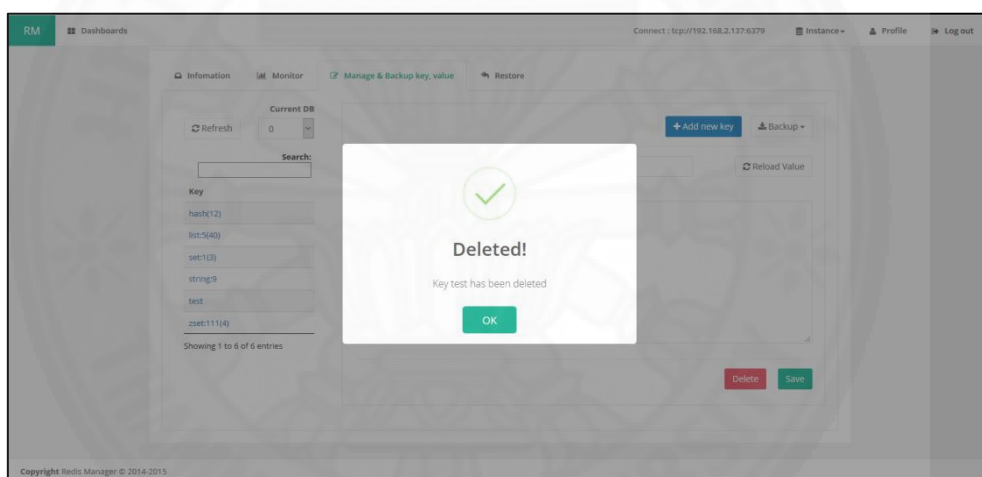 RM Dashboards Connect : tcp://192.168.2.137:6379 Instance Profile Log out
Infomation Monitor Manage & Backup key, value Restore
Current DB
Refresh 0 + Add new key Backup
Search: Reload Value
Key
hash(12)
list:5(40)
set:1(3)
string:9
test
zset:111(4)
Showing 1 to 6 of 6 entries
Deleted!
Key test has been deleted
OK
Delete Save
Copyright Redis Manager © 2014-2015